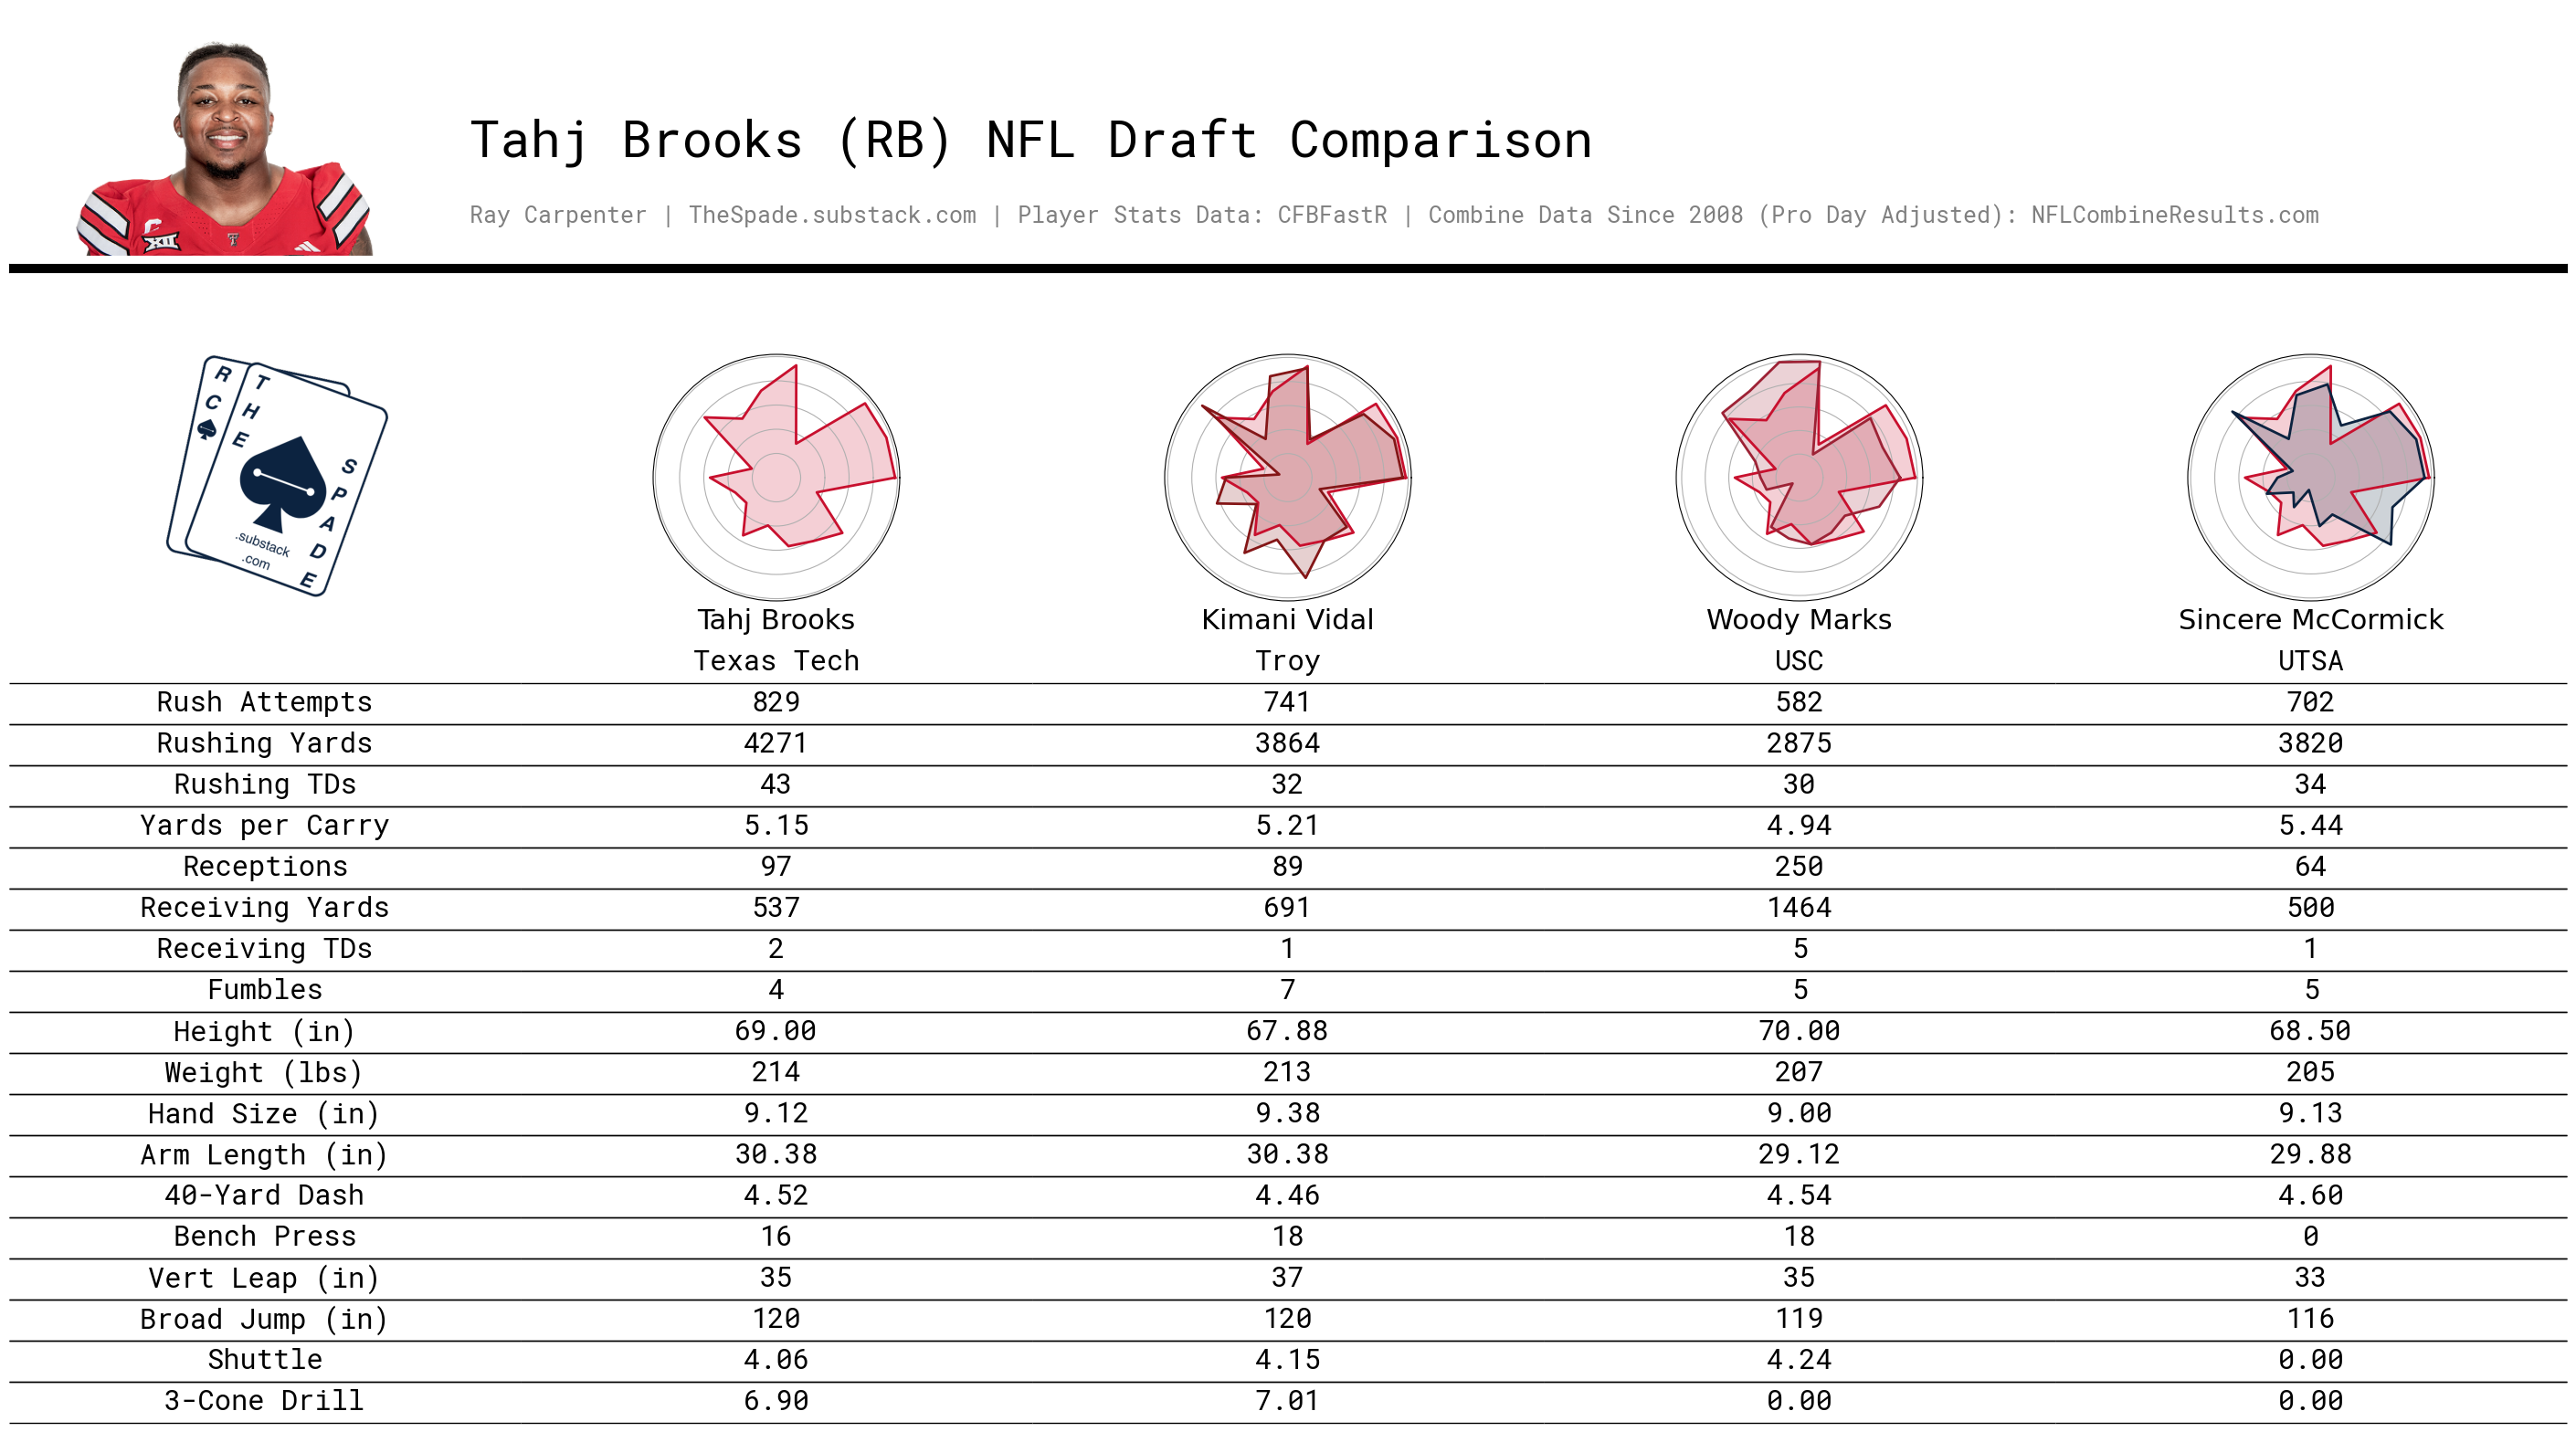 Tahj Brooks (RB) NFL Draft Comparison
Ray Carpenter | TheSpade.substack.com | Player Stats Data: CFBFastR | Combine Data Since 2008 (Pro Day Adjusted): NFLCombineResults.com
XII
T
RC
THE
SPADE
.substack
.com
Tahj Brooks Kimani Vidal Woody Marks Sincere McCormick
Texas Tech Troy USC UTSA
Rush Attempts 829 741 582 702
Rushing Yards 4271 3864 2875 3820
Rushing TDs 43 32 30 34
Yards per Carry 5.15 5.21 4.94 5.44
Receptions 97 89 250 64
Receiving Yards 537 691 1464 500
Receiving TDs 2 1 5 1
Fumbles 4 7 5 5
Height (in) 69.00 67.88 70.00 68.50
Weight (lbs) 214 213 207 205
Hand Size (in) 9.12 9.38 9.00 9.13
Arm Length (in) 30.38 30.38 29.12 29.88
40-Yard Dash 4.52 4.46 4.54 4.60
Bench Press 16 18 18 0
Vert Leap (in) 35 37 35 33
Broad Jump (in) 120 120 119 116
Shuttle 4.06 4.15 4.24 0.00
3-Cone Drill 6.90 7.01 0.00 0.00